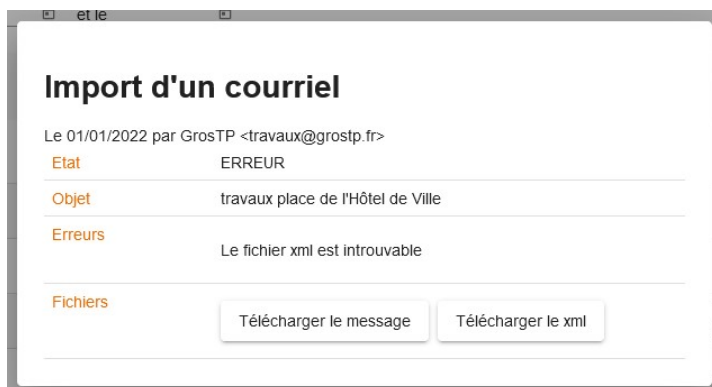 et le
Import d'un courriel
Le 01/01/2022 par GrosTP <travaux@grostp.fr>
Etat ERREUR
Objet travaux place de l'Hôtel de Ville
Erreurs
Le fichier xml est introuvable
Fichiers
Télécharger le message Télécharger le xml